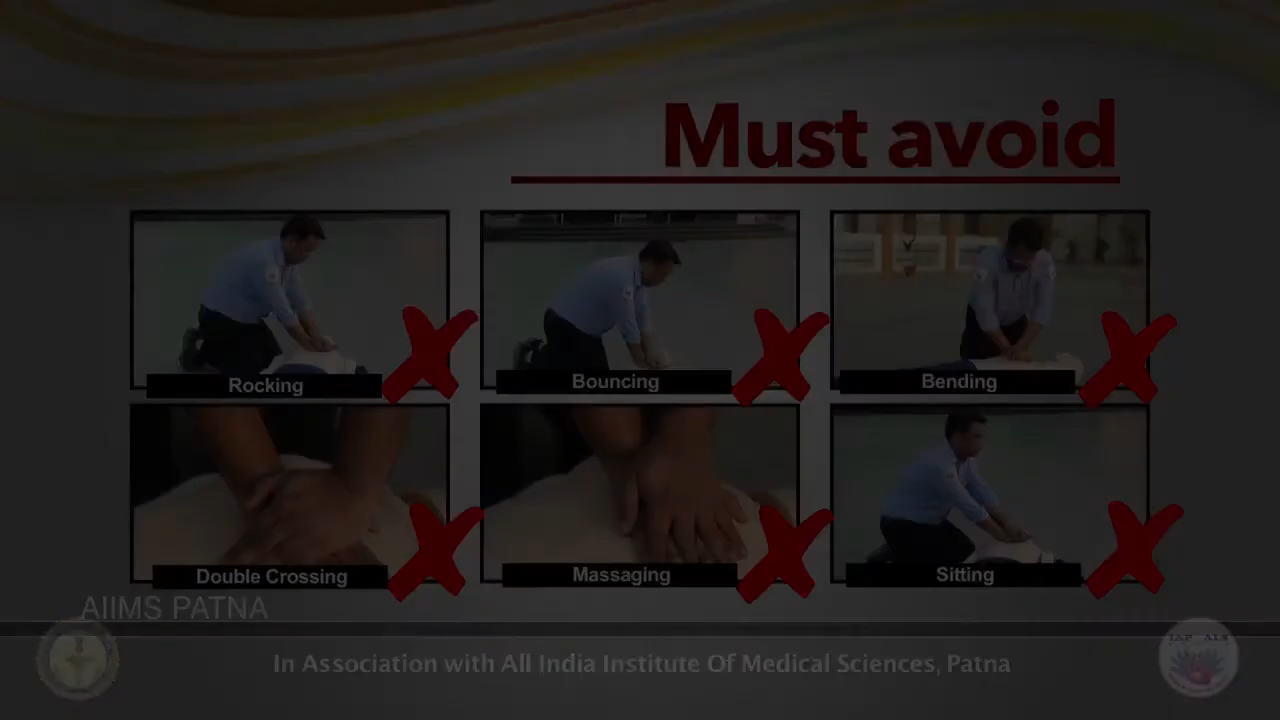 Must avoid
Rocking
Bouncing
Bending
Double Crossing
Massaging
Sitting
AIIMS PATNA
In Association with All India Institute Of Medical Sciences, Patna